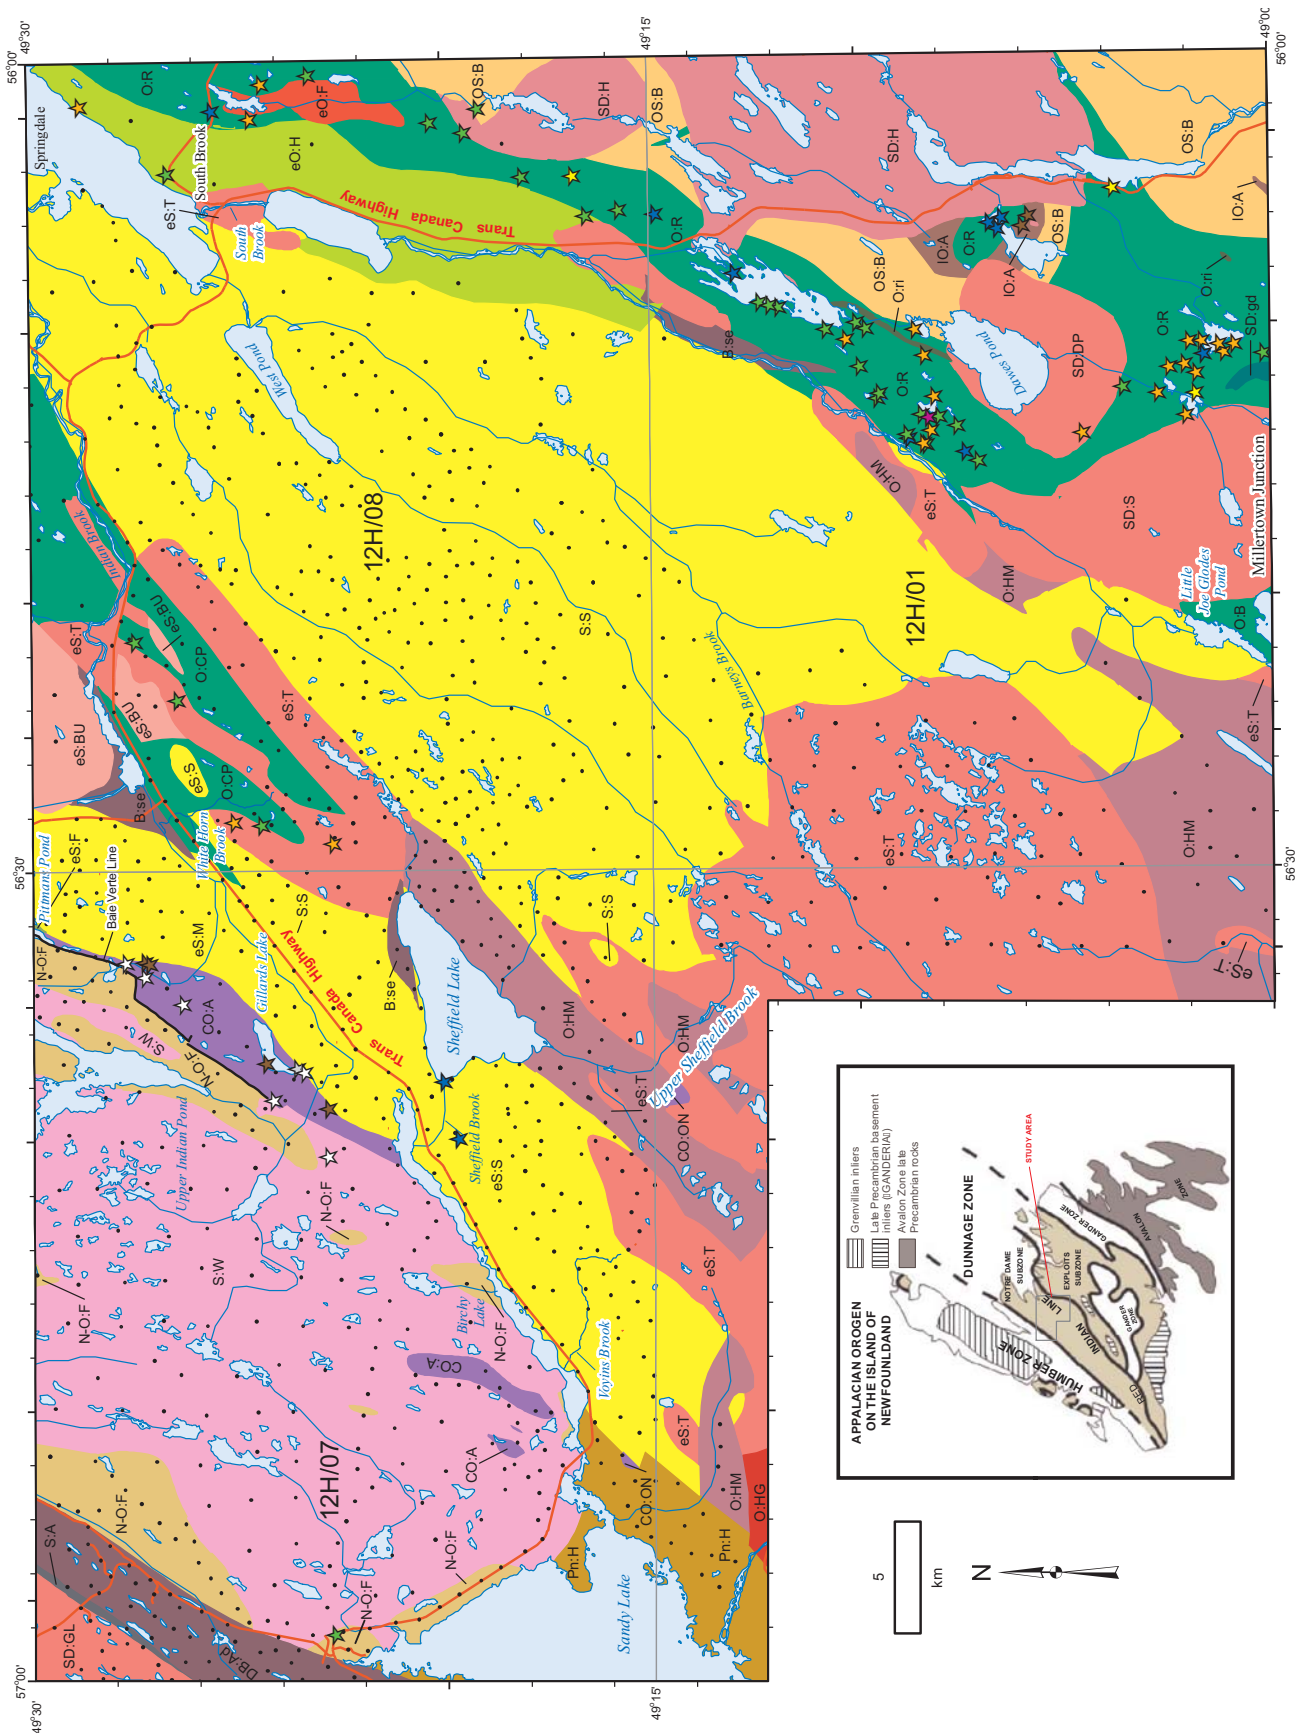 56°00'
49°30'
Springdale
O:R
eO:F
OS:B
SD:H
OS:B
49°15'
SD:H
OS:B
49°00'
56°00'
South Brook
eS:T
South
Brook
eO:H
Trans
Canada
Highway
O:R
IO:A
O:R
IO:A
OS:B
OS:B
O:ri
IO:A
O:ri
SD:gd
O:R
B:se
Dawes Pond
SD:DP
O:R
West Pond
Indian Brook
O:HM
eS:T
SD:S
Millertown Junction
12H/08
S:S
12H/01
O:HM
Little
Joe Glodes
Pond
O:B
eS:T
eS:BU
O:CP
eS:T
Barneys Brook
eS:T
eS:BU
eS:BU
eS:S
O:CP
B:se
White Horn
Brook
eS:T
O:HM
56°30'
56°30'
Pittmans Pond
eS:F
Baie Verte Line
N-O:F
eS:M
S:S
S:S
Gillards Lake
Trans
Canada
Highway
B:se
Sheffield Lake
O:HM
O:HM
eS:T
Upper Sheffield Brook
CO:A
S:W
N-O:F
eS:T
CO:ON
Upper Indian Pond
Sheffield Brook
eS:S
N-O:F
S:W
eS:T
N-O:F
Birchy
Lake
N-O:F
CO:A
Voyins Brook
12H/07
CO:A
eS:T
O:HM
O:HG
CO:ON
Pn:H
N-O:F
S:A
N-O:F
N-O:F
Pn:H
Sandy Lake
SD:GL
DB:Ad
57°00'
49°30'
49°15'
APPALACIAN OROGEN
ON THE ISLAND OF
NEWFOUNLDAND
Grenvillian inliers
Late Precambrian basement
inliers (▯GANDERIA▯)
Avalon Zone late
Precambrian rocks
DUNNAGE ZONE
STUDY AREA
HUMBER ZONE
NOTRE DAME
SUBZONE
EXPLOITS
SUBZONE
GANDER ZONE
AVALON
ZONE
GANDER
ZONE
RED
INDIAN
LINE
5
km
N